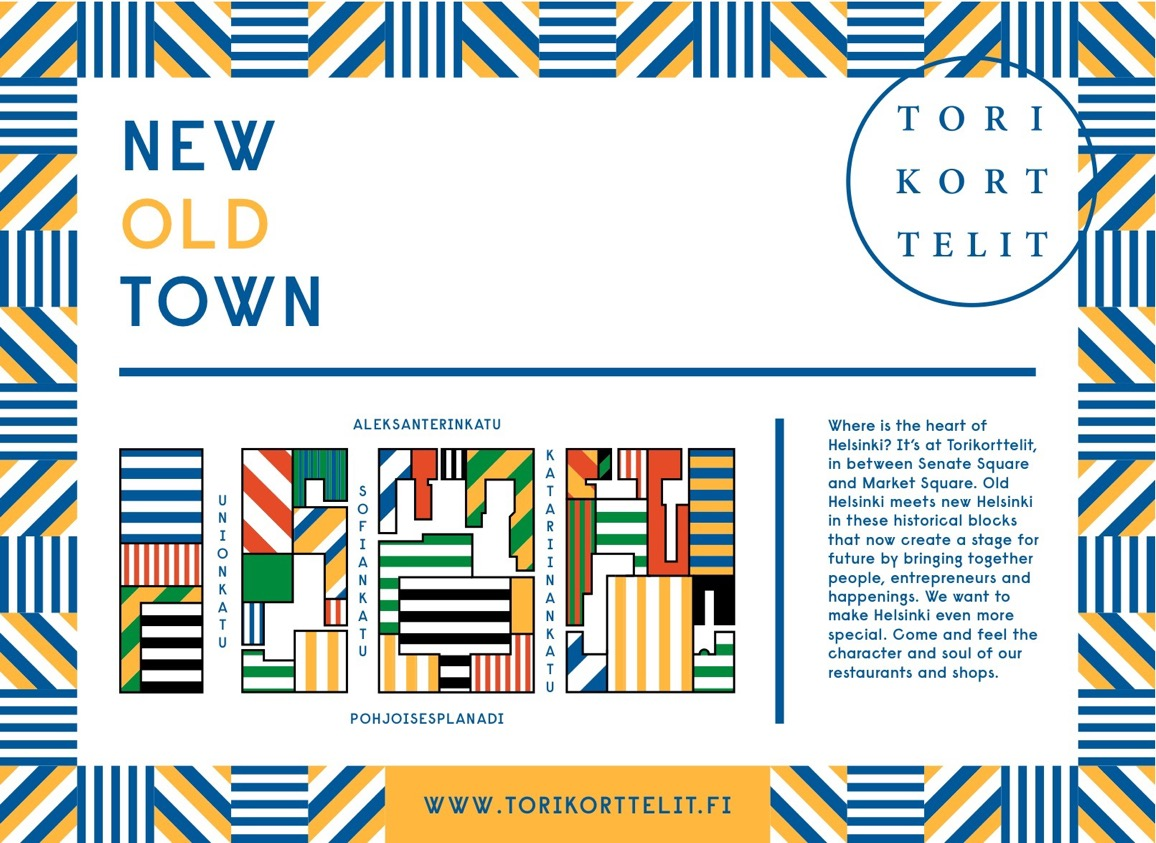 NEW
OLD
TOWN
TORI
KORT
TELIT
ALEKSANTERINKATU
UNIONKATU
SOFIANKATU
KATARIINANKATU
POHJOISESPLANADI
Where is the heart of
Helsinki? It's at Torikorttelit,
in between Senate Square
and Market Square. Old
Helsinki meets new Helsinki
in these historical blocks
that now create a stage for
future by bringing together
people, entrepreneurs and
happenings. We want to
make Helsinki even more
special. Come and feel the
character and soul of our
restaurants and shops.
WWW.TORIKORTTELIT.FI